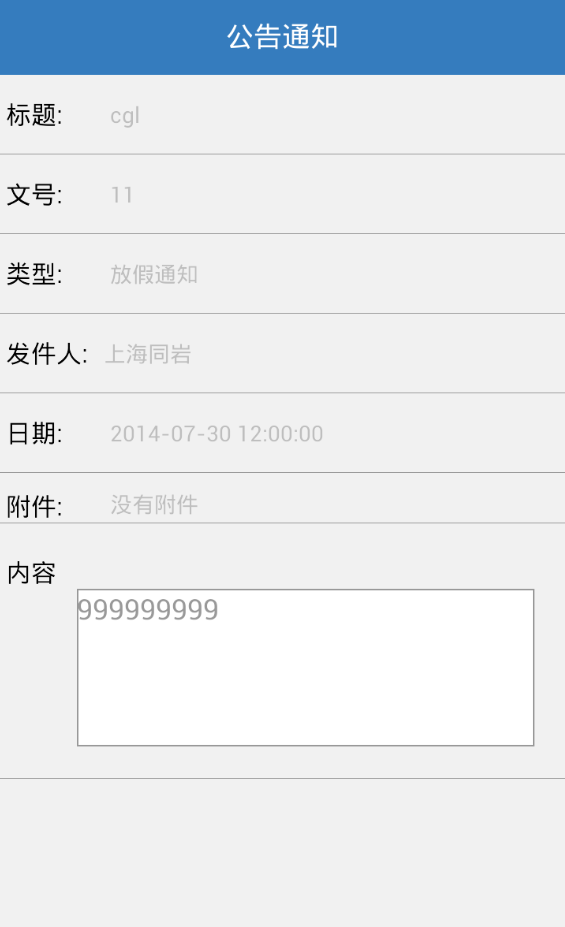 公告通知
标题: cgl
文号: 11
类型: 放假通知
发件人: 上海同岩
日期: 2014-07-30 12:00:00
附件: 没有附件
内容
999999999